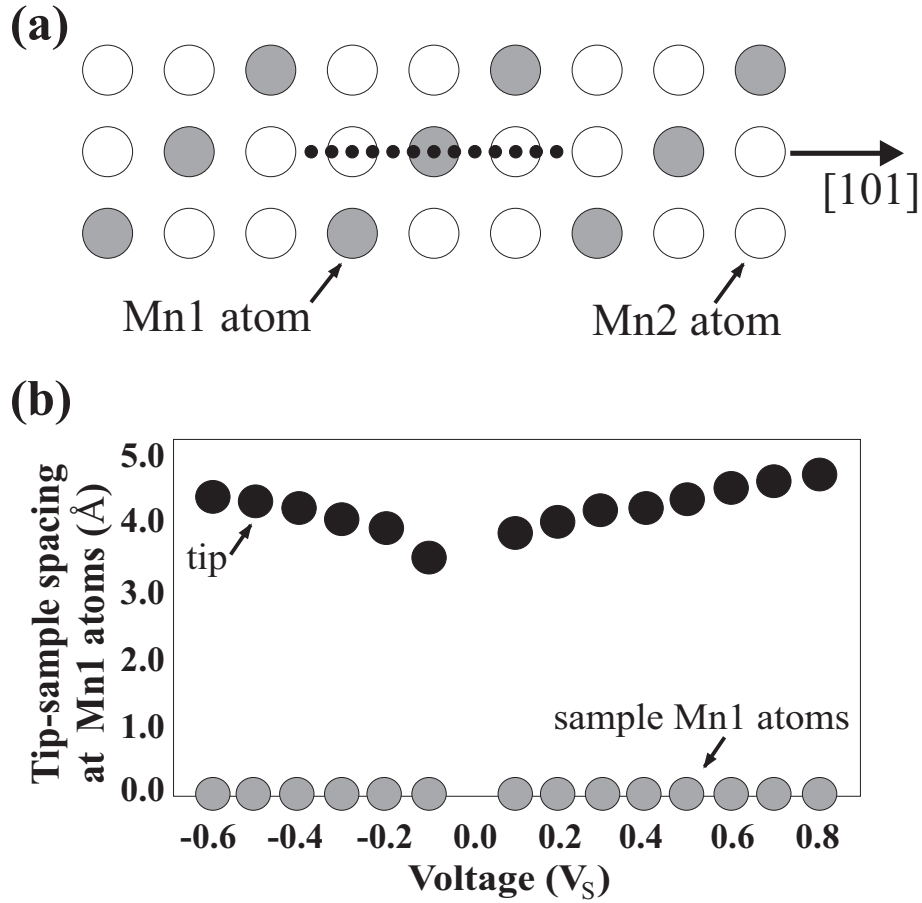 (a)
[101]
Mn1 atom
Mn2 atom
(b)
Tip-sample spacing
at Mn1 atoms (Å)
5.0
4.0
3.0
2.0
1.0
0.0
tip
sample Mn1 atoms
-0.6 -0.4 -0.2 0.0 0.2 0.4 0.6 0.8
Voltage (VS)